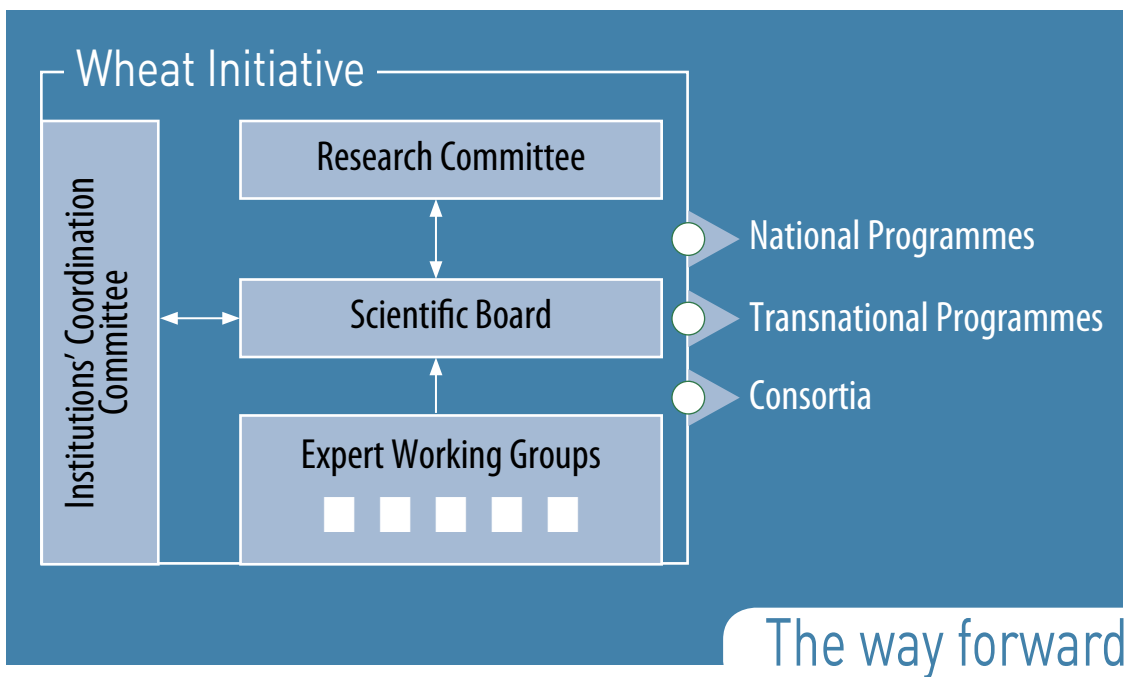 Wheat Initiative
Institutions' Coordination
Committee
Research Committee
Scientific Board
Expert Working Groups
National Programmes
Transnational Programmes
Consortia
The way forward